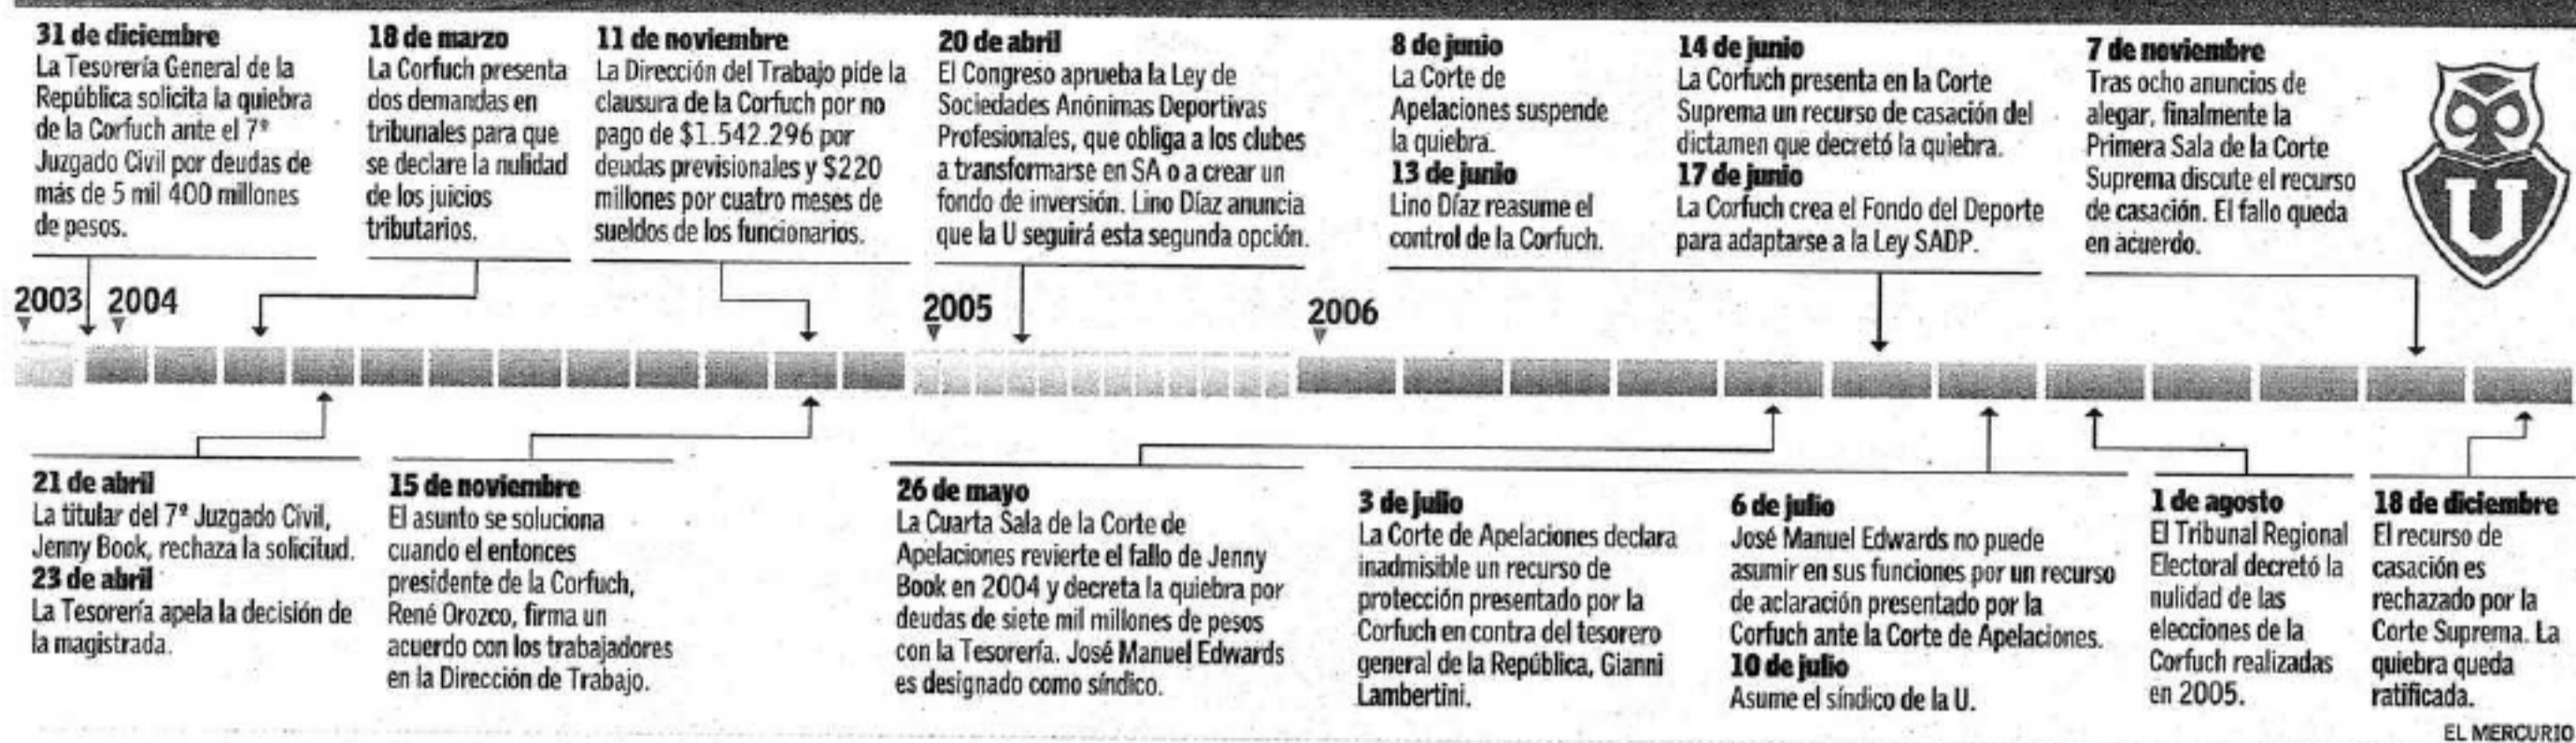 31 de diciembre
La Tesorería General de la
República solicita la quiebra
de la Corfuch ante el 7º
Juzgado Civil por deudas de
más de 5 mil 400 millones
de pesos.
18 de marzo
La Corfuch presenta
dos demandas en
tribunales para que
se declare la nulidad
de los juicios
tributarios.
11 de noviembre
La Dirección del Trabajo pide la
clausura de la Corfuch por no
pago de $1.542.296 por
deudas previsionales y $220
millones por cuatro meses de
sueldos de los funcionarios.
20 de abril
El Congreso aprueba la Ley de
Sociedades Anónimas Deportivas
Profesionales, que obliga a los clubes
a transformarse en SA o a crear un
fondo de inversión. Lino Díaz anuncia
que la U seguirá esta segunda opción.
8 de junio
La Corte de
Apelaciones suspende
la quiebra.
13 de junio
Lino Díaz reasume el
control de la Corfuch.
14 de junio
La Corfuch presenta en la Corte
Suprema un recurso de casación del
dictamen que decretó la quiebra.
17 de junio
La Corfuch crea el Fondo del Deporte
para adaptarse a la Ley SADP.
7 de noviembre
Tras ocho anuncios de
alegar, finalmente la
Primera Sala de la Corte
Suprema discute el recurso
de casación. El fallo queda
en acuerdo.
U
2003
2004
2005
2006
21 de abril
La titular del 7º Juzgado Civil,
Jenny Book, rechaza la solicitud.
23 de abril
La Tesorería apela la decisión de
la magistrada.
15 de noviembre
El asunto se soluciona
cuando el entonces
presidente de la Corfuch,
René Orozco, firma un
acuerdo con los trabajadores
en la Dirección de Trabajo.
26 de mayo
La Cuarta Sala de la Corte de
Apelaciones revierte el fallo de Jenny
Book en 2004 y decreta la quiebra por
deudas de siete mil millones de pesos
con la Tesorería. José Manuel Edwards
es designado como síndico.
3 de julio
La Corte de Apelaciones declara
inadmisible un recurso de
protección presentado por la
Corfuch en contra del tesorero
general de la República, Gianni
Lambertini.
6 de julio
José Manuel Edwards no puede
asumir en sus funciones por un recurso
de aclaración presentado por la
Corfuch ante la Corte de Apelaciones.
10 de julio
Asume el síndico de la U.
1 de agosto
El Tribunal Regional
Electoral decretó la
nulidad de las
elecciones de la
Corfuch realizadas
en 2005.
18 de diciembre
El recurso de
casación es
rechazado por la
Corte Suprema. La
quiebra queda
ratificada.
EL MERCURIO